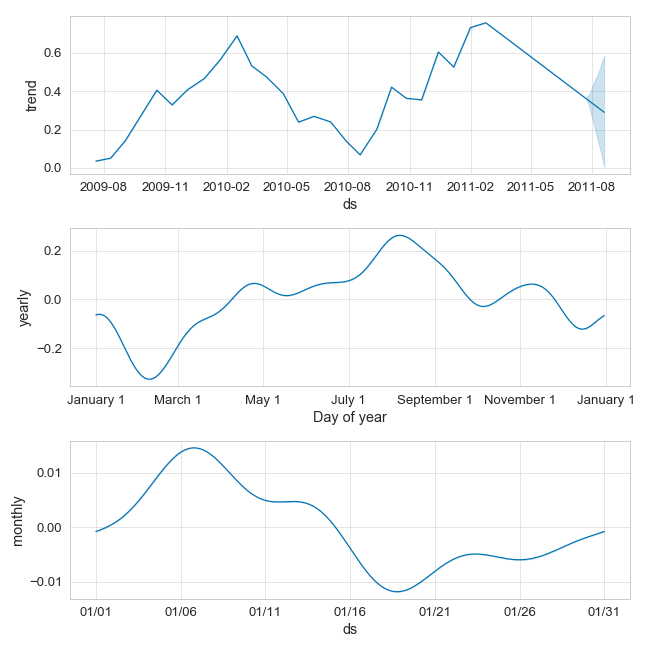 trend
0.6
0.4
0.2
0.0
2009-08 2009-11 2010-02 2010-05 2010-08 2010-11 2011-02 2011-05 2011-08
ds
yearly
0.2
0.0
−0.2
January 1 March 1 May 1 July 1 September 1 November 1 January 1
Day of year
monthly
0.01
0.00
−0.01
01/01 01/06 01/11 01/16 01/21 01/26 01/31
ds